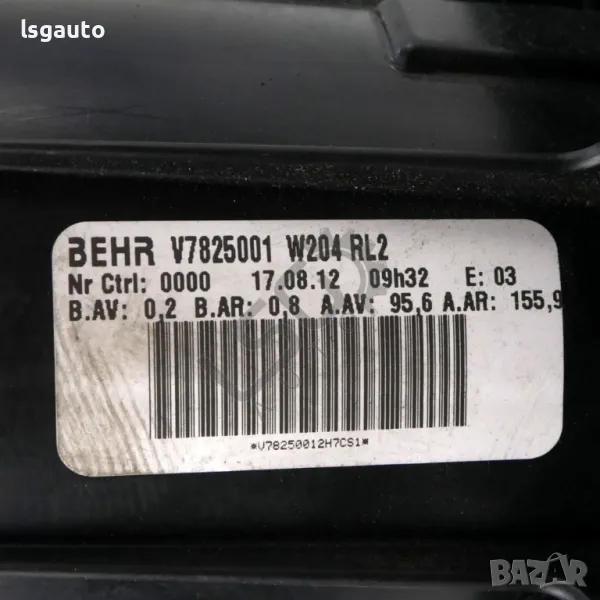 lsgauto
BEHR V7825001 W204 RL2
Nr Ctrl: 0000 17.08.12 09h32 E: 03
B.AV: 0,2 B.AR: 0,8 A.AV: 95,6 A.AR: 155,9
*V78250012H7CS1*
BAZAR